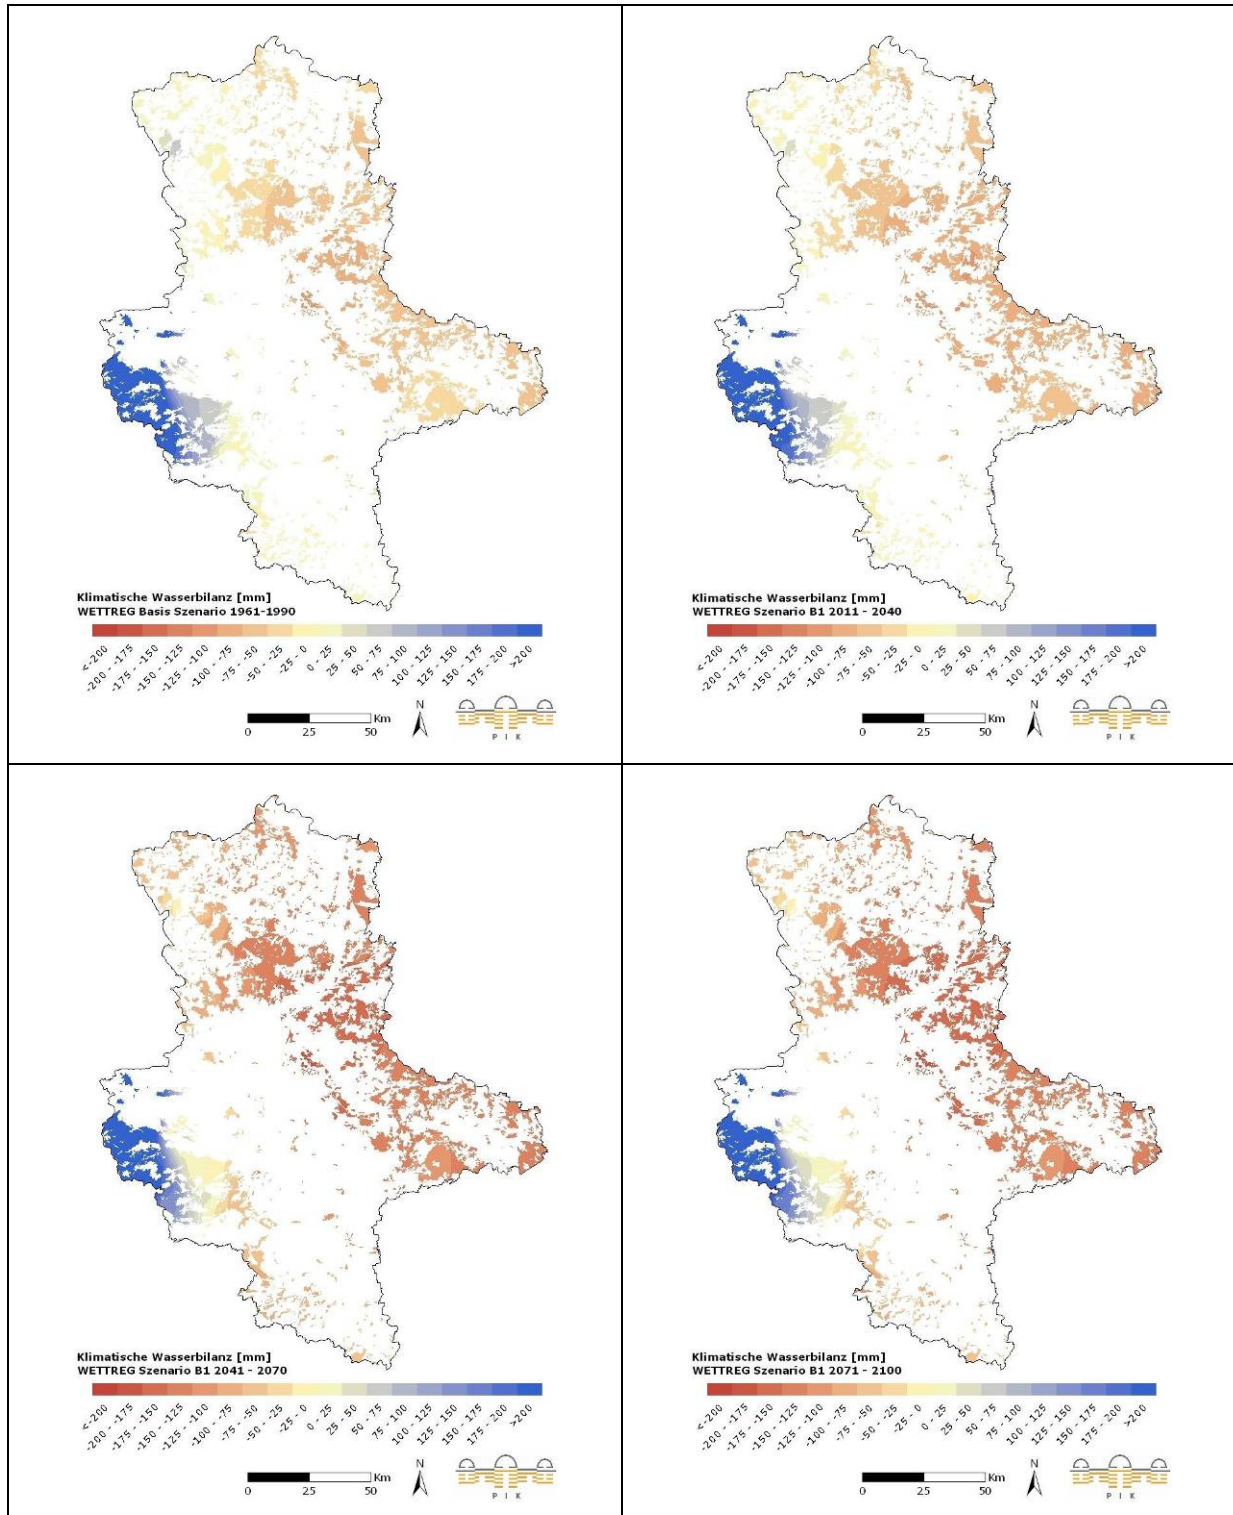 Klimatische Wasserbilanz [mm]
WETTREG Basis Szenario 1961-1990
<-200
-200 - -175
-175 - -150
-150 - -125
-125 - -100
-100 - -75
-75 - -50
-50 - -25
-25 - 0
0 - 25
25 - 50
50 - 75
75 - 100
100 - 125
125 - 150
150 - 175
175 - 200
>200
N
Km
0 25 50
P I K
Klimatische Wasserbilanz [mm]
WETTREG Szenario B1 2011 - 2040
<-200
-200 - -175
-175 - -150
-150 - -125
-125 - -100
-100 - -75
-75 - -50
-50 - -25
-25 - 0
0 - 25
25 - 50
50 - 75
75 - 100
100 - 125
125 - 150
150 - 175
175 - 200
>200
N
Km
0 25 50
P I K
Klimatische Wasserbilanz [mm]
WETTREG Szenario B1 2041 - 2070
<-200
-200 - -175
-175 - -150
-150 - -125
-125 - -100
-100 - -75
-75 - -50
-50 - -25
-25 - 0
0 - 25
25 - 50
50 - 75
75 - 100
100 - 125
125 - 150
150 - 175
175 - 200
>200
N
Km
0 25 50
P I K
Klimatische Wasserbilanz [mm]
WETTREG Szenario B1 2071 - 2100
<-200
-200 - -175
-175 - -150
-150 - -125
-125 - -100
-100 - -75
-75 - -50
-50 - -25
-25 - 0
0 - 25
25 - 50
50 - 75
75 - 100
100 - 125
125 - 150
150 - 175
175 - 200
>200
N
Km
0 25 50
P I K